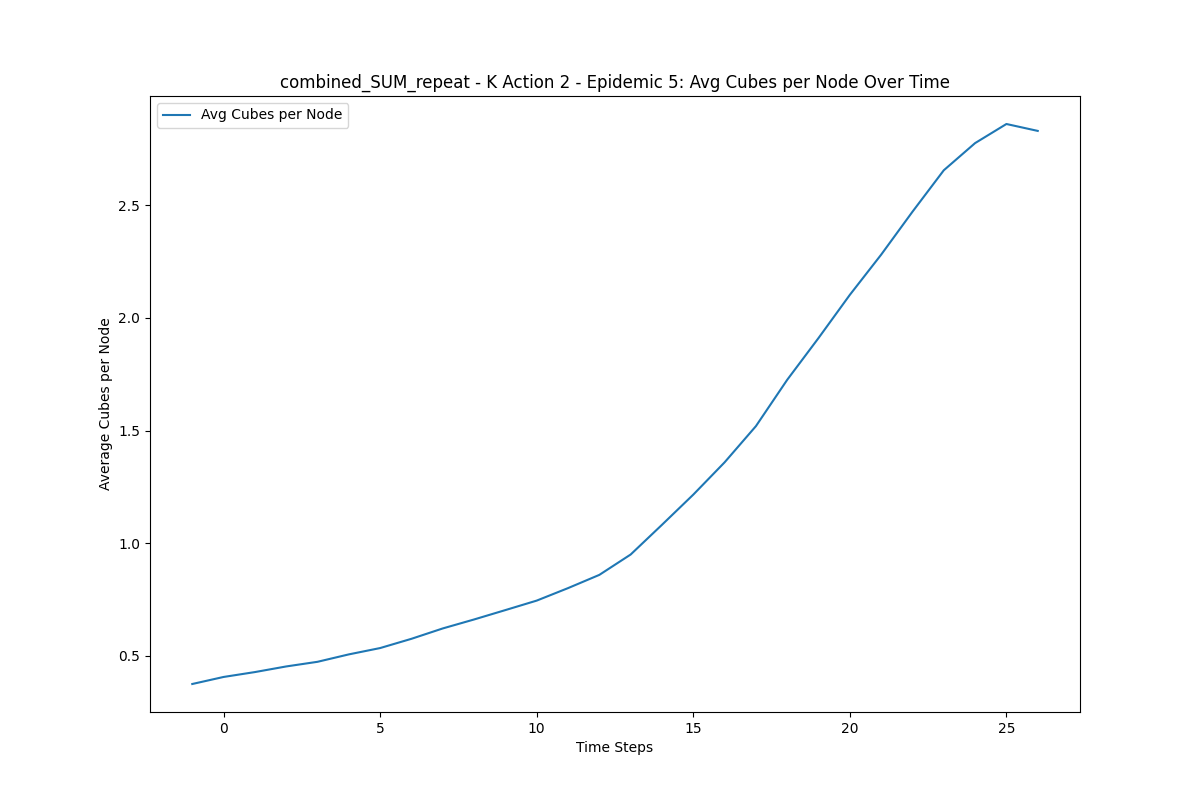 combined_SUM_repeat - K Action 2 - Epidemic 5: Avg Cubes per Node Over Time
Avg Cubes per Node
Average Cubes per Node
2.5
2.0
1.5
1.0
0.5
0 5 10 15 20 25
Time Steps